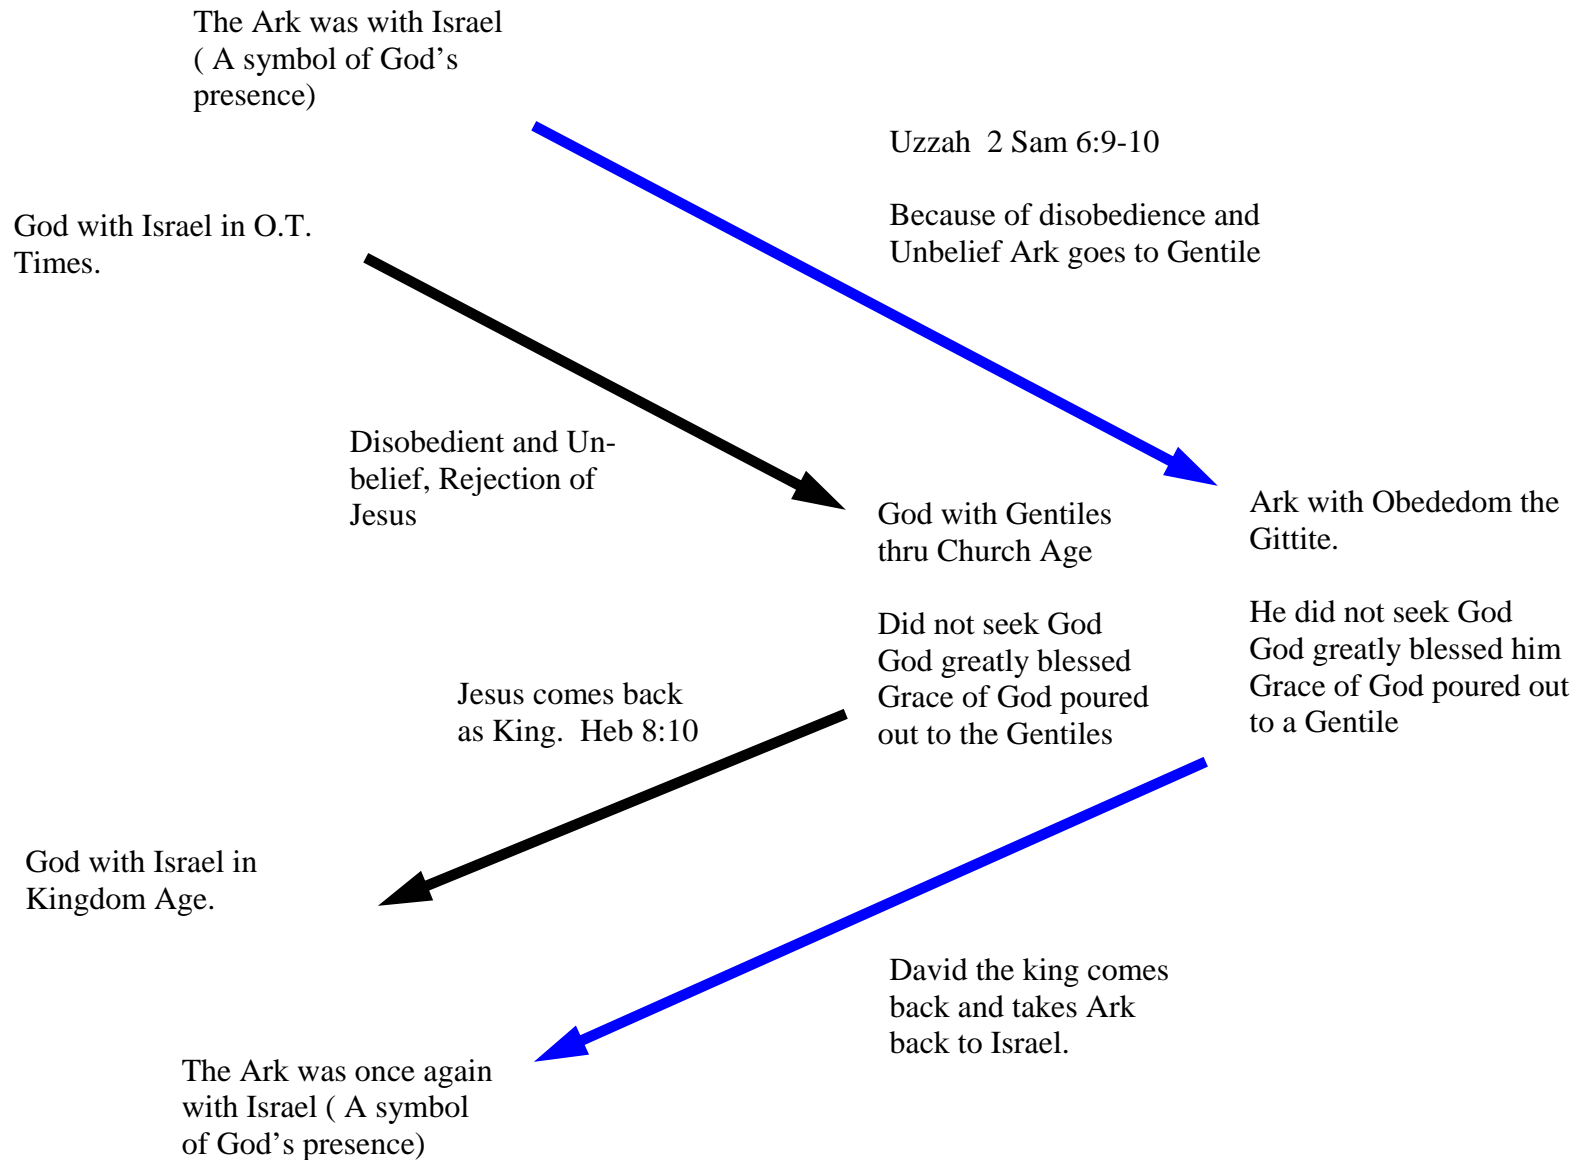 The Ark was with Israel
( A symbol of God’s
presence)
Uzzah  2 Sam 6:9-10
Because of disobedience and
Unbelief Ark goes to Gentile
God with Israel in O.T.
Times.
Disobedient and Un-
belief, Rejection of
Jesus
God with Gentiles
thru Church Age
Did not seek God
God greatly blessed
Grace of God poured
out to the Gentiles
Ark with Obededom the
Gittite.
He did not seek God
God greatly blessed him
Grace of God poured out
to a Gentile
Jesus comes back
as King.  Heb 8:10
God with Israel in
Kingdom Age.
David the king comes
back and takes Ark
back to Israel.
The Ark was once again
with Israel ( A symbol
of God’s presence)